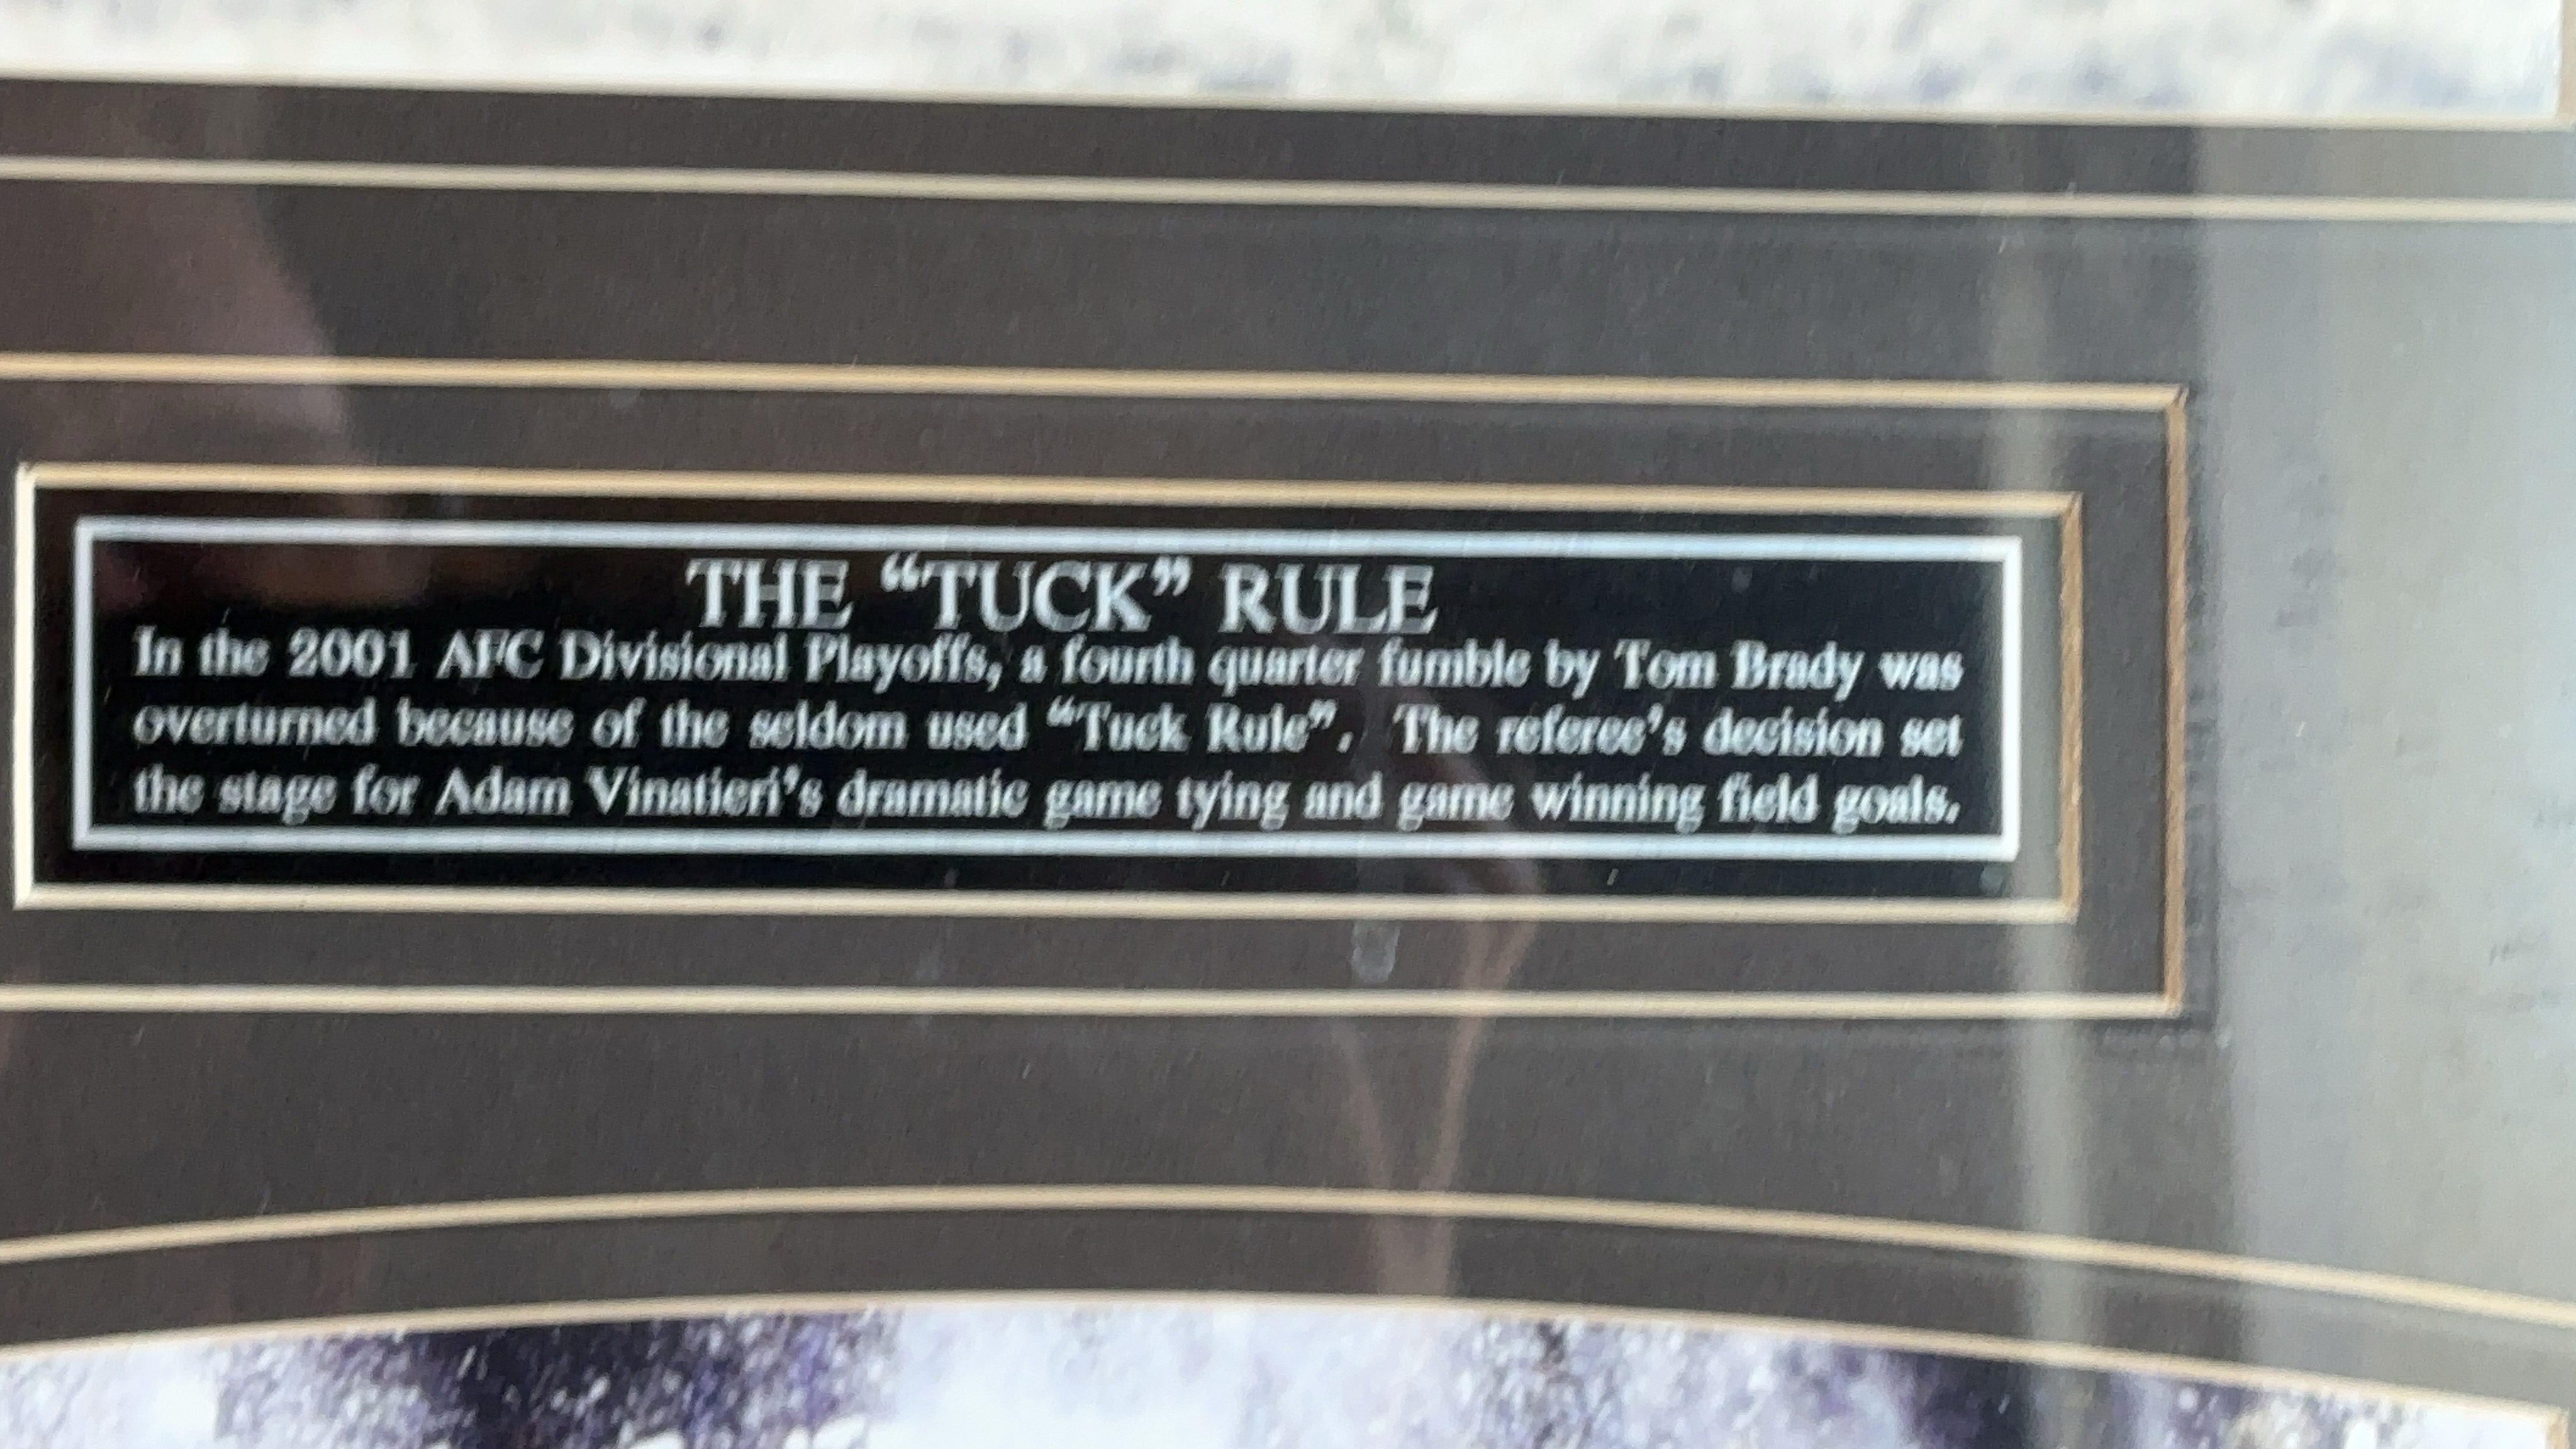 THE “TUCK” RULE
In the 2001 AFC Divisional Playoffs, a fourth quarter fumble by Tom Brady was
overturned because of the seldom used “Tuck Rule”. The referee’s decision set
the stage for Adam Vinatieri’s dramatic game tying and game winning field goals.